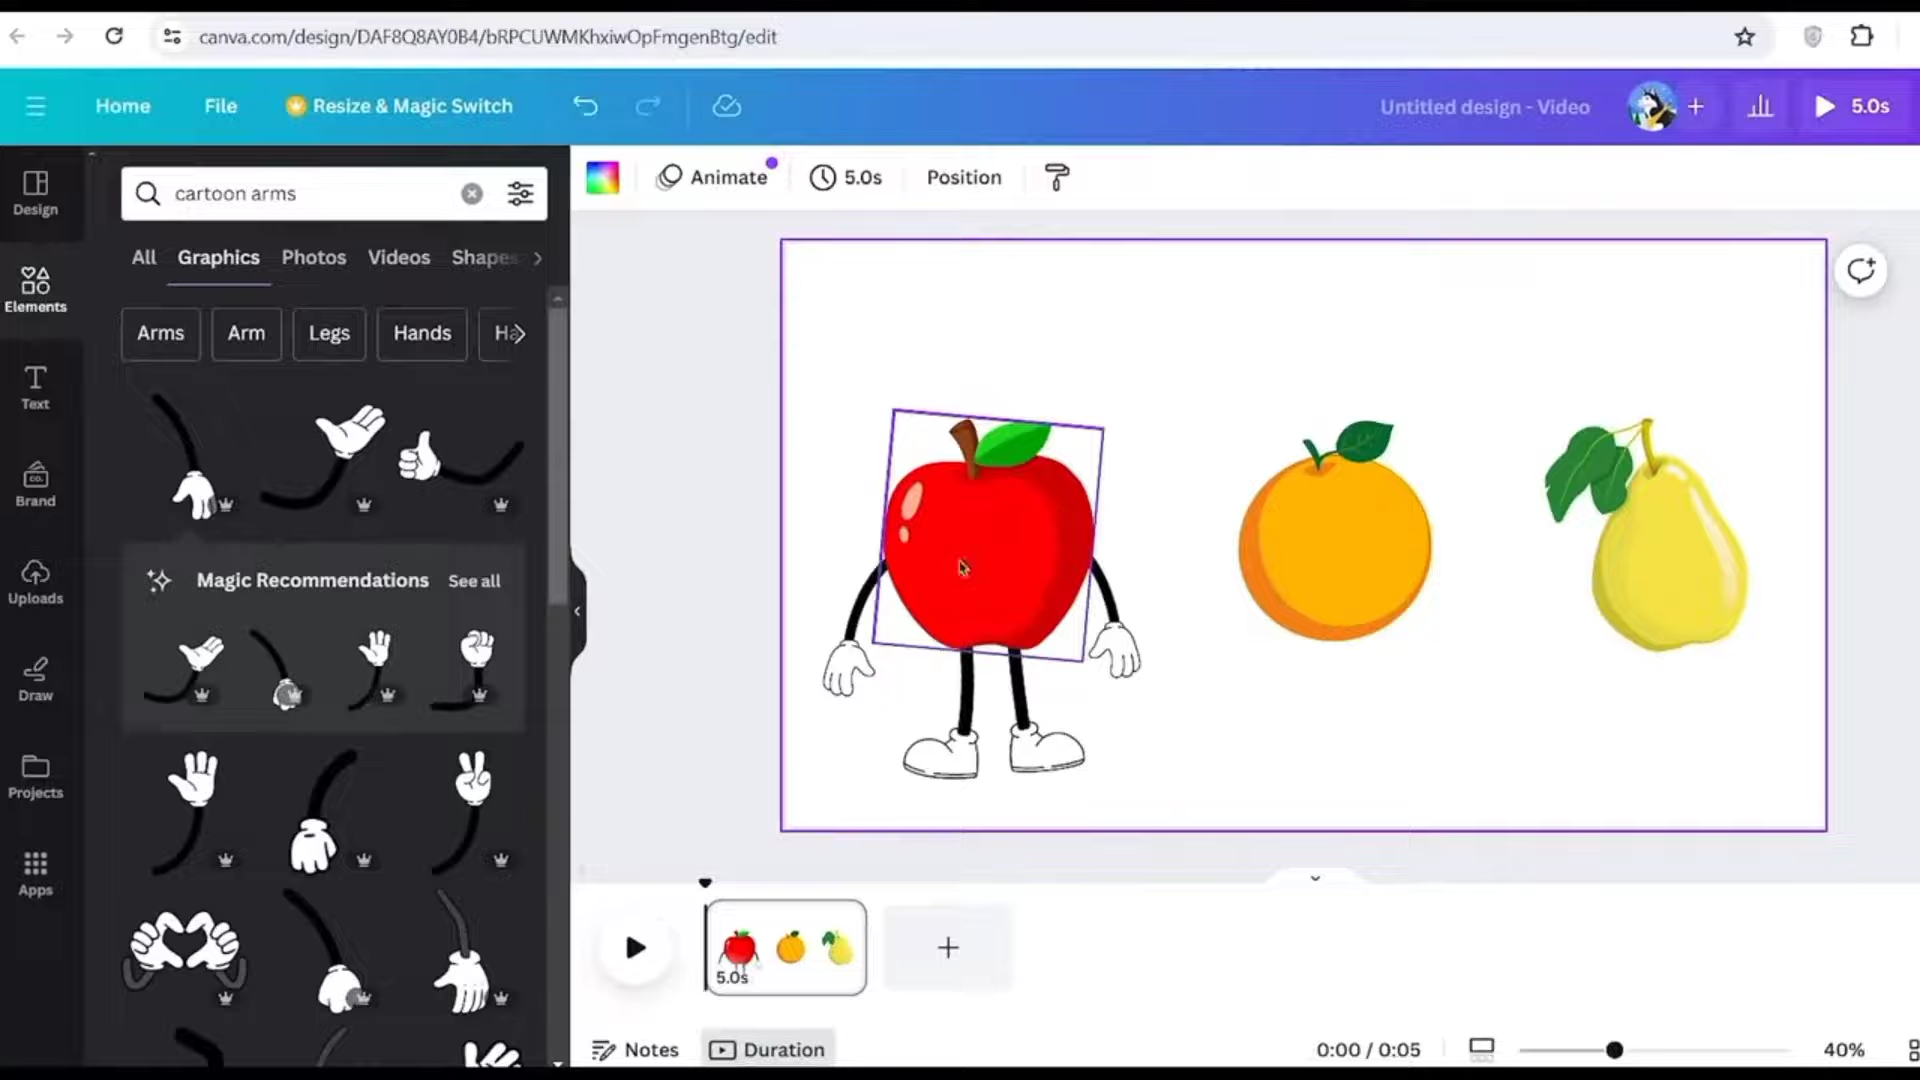 canva.com/design/DAF8Q8AY0B4/bRPCUWMKhxiwOpFmgenBtg/edit
Home File Resize & Magic Switch Untitled design - Video 5.0s
Design
Elements
Text
Brand
CO.
Uploads
Draw
Projects
Apps
cartoon arms
All Graphics Photos Videos Shapes
Arms Arm Legs Hands
Magic Recommendations See all
Animate 5.0s Position
5.0s
Notes Duration 0:00 / 0:05 40%